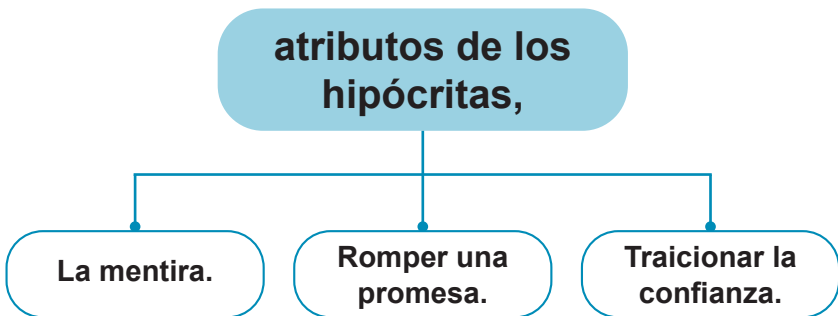 atributos de los
hipócritas,
La mentira.
Romper una
promesa.
Traicionar la
confianza.